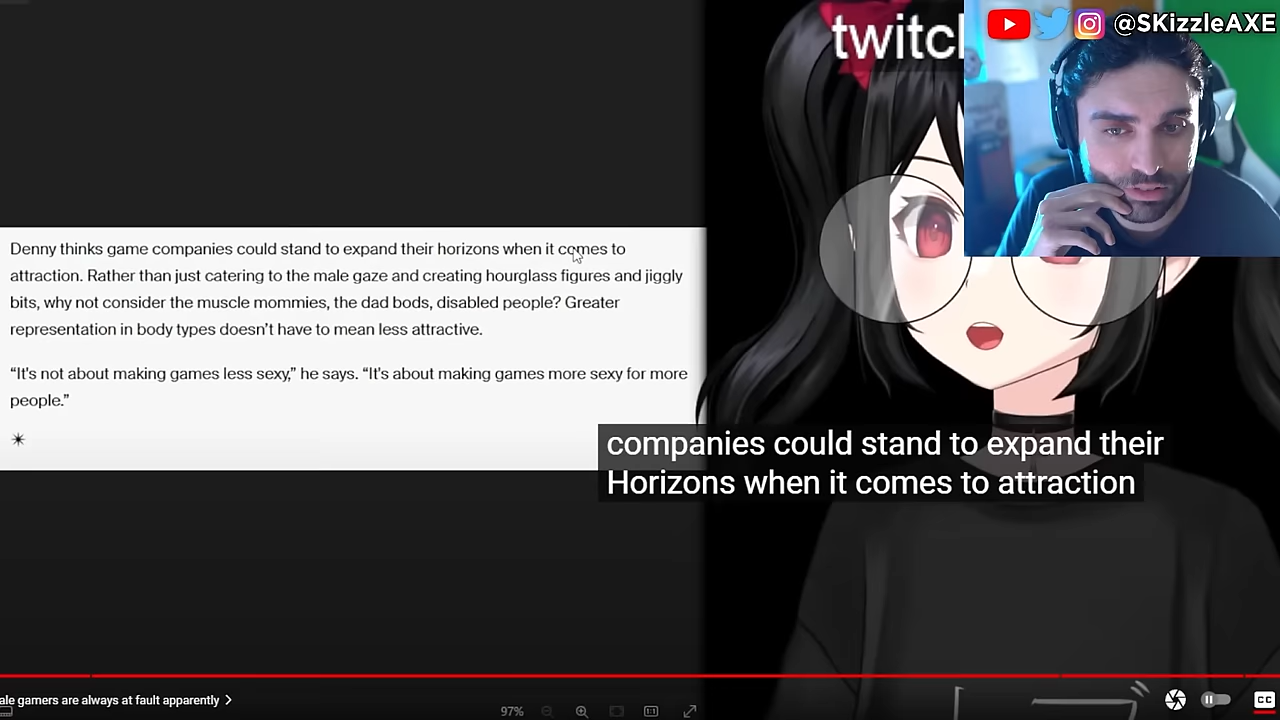 twitch
@SKizzleAXE
Denny thinks game companies could stand to expand their horizons when it comes to
attraction. Rather than just catering to the male gaze and creating hourglass figures and jiggly
bits, why not consider the muscle mommies, the dad bods, disabled people? Greater
representation in body types doesn’t have to mean less attractive.
“It's not about making games less sexy,” he says. “It's about making games more sexy for more
people.”
companies could stand to expand their
Horizons when it comes to attraction
ale gamers are always at fault apparently
97%
1:1
CC